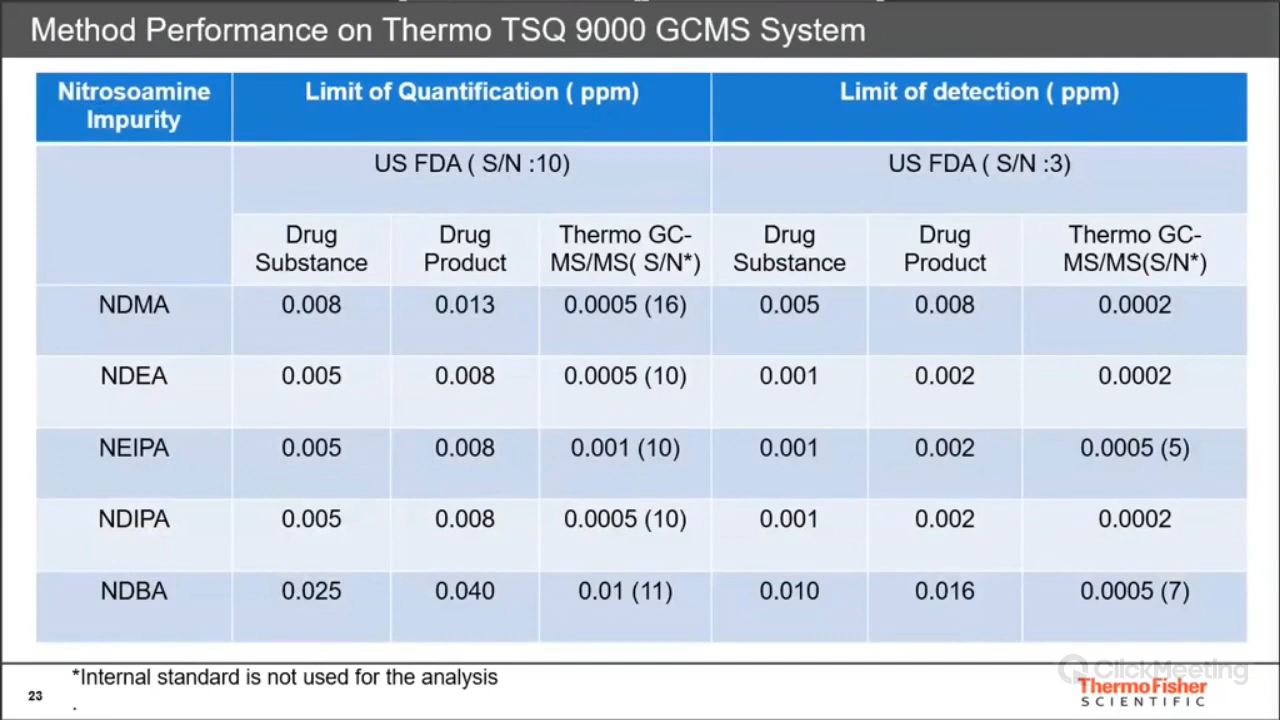 Method Performance on Thermo TSQ 9000 GCMS System
Nitrosoamine
Impurity
Limit of Quantification ( ppm)
Limit of detection ( ppm)
US FDA ( S/N :10)
US FDA ( S/N :3)
Drug
Substance
Drug
Product
Thermo GC-
MS/MS( S/N*)
Drug
Substance
Drug
Product
Thermo GC-
MS/MS(S/N*)
NDMA 0.008 0.013 0.0005 (16) 0.005 0.008 0.0002
NDEA 0.005 0.008 0.0005 (10) 0.001 0.002 0.0002
NEIPA 0.005 0.008 0.001 (10) 0.001 0.002 0.0005 (5)
NDIPA 0.005 0.008 0.0005 (10) 0.001 0.002 0.0002
NDBA 0.025 0.040 0.01 (11) 0.010 0.016 0.0005 (7)
*Internal standard is not used for the analysis
.
23
ClickMeeting
ThermoFisher
SCIENTIFIC